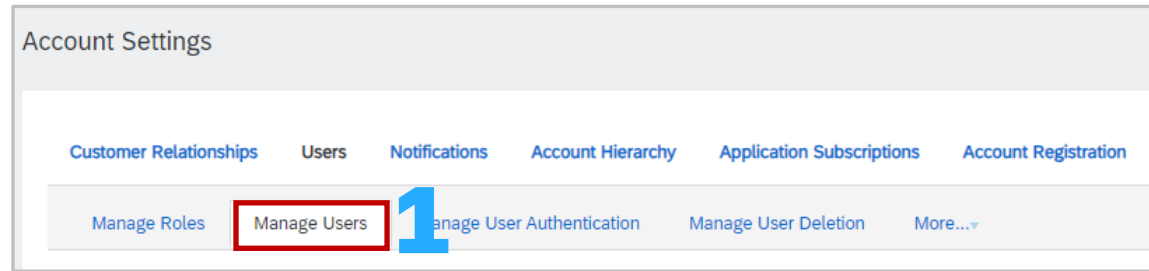 Account Settings
Customer Relationships Users Notifications Account Hierarchy Application Subscriptions Account Registration
Manage Roles Manage Users 1 anage User Authentication Manage User Deletion More...